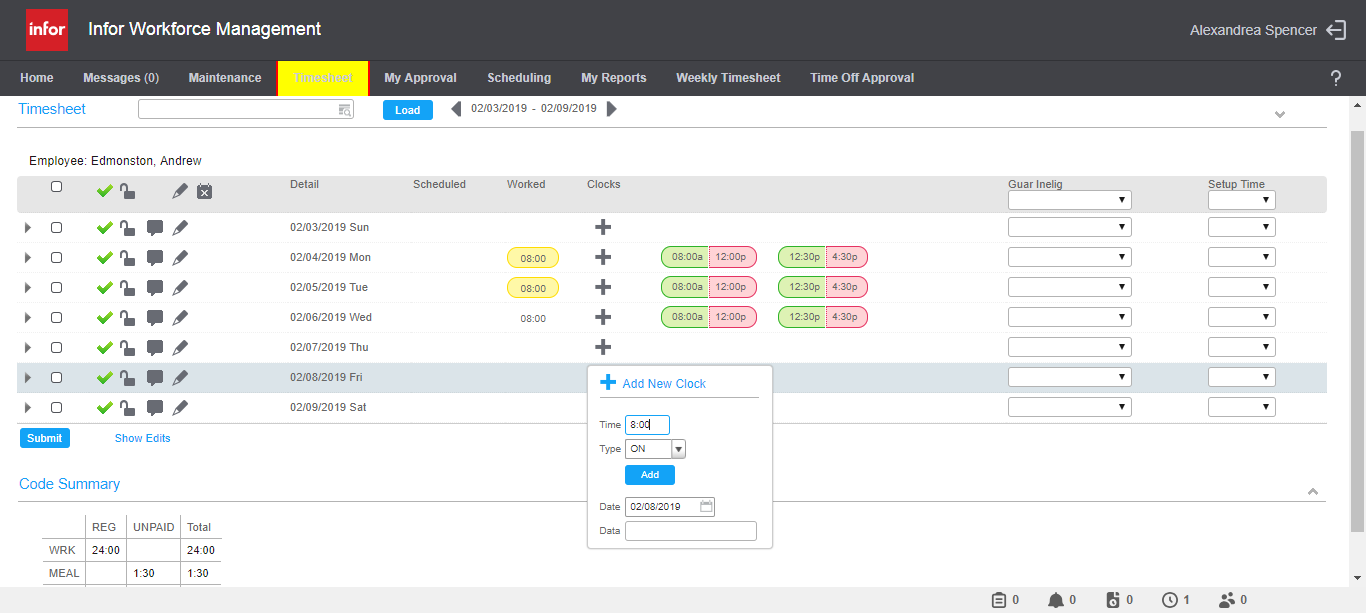 infor Infor Workforce Management Alexandrea Spencer
Home Messages (0) Maintenance Timesheet My Approval Scheduling My Reports Weekly Timesheet Time Off Approval ?
Timesheet Load 02/03/2019 - 02/09/2019
Employee: Edmonston, Andrew
Detail Scheduled Worked Clocks Guar Inelig Setup Time
02/03/2019 Sun
02/04/2019 Mon 08:00 08:00a 12:00p 12:30p 4:30p
02/05/2019 Tue 08:00 08:00a 12:00p 12:30p 4:30p
02/06/2019 Wed 08:00 08:00a 12:00p 12:30p 4:30p
02/07/2019 Thu
02/08/2019 Fri
02/09/2019 Sat
Add New Clock
Time 8:00
Type ON
Add
Date 02/08/2019
Data
Submit Show Edits
Code Summary
REG UNPAID Total
WRK 24:00 24:00
MEAL 1:30 1:30
0 0 0 1 0